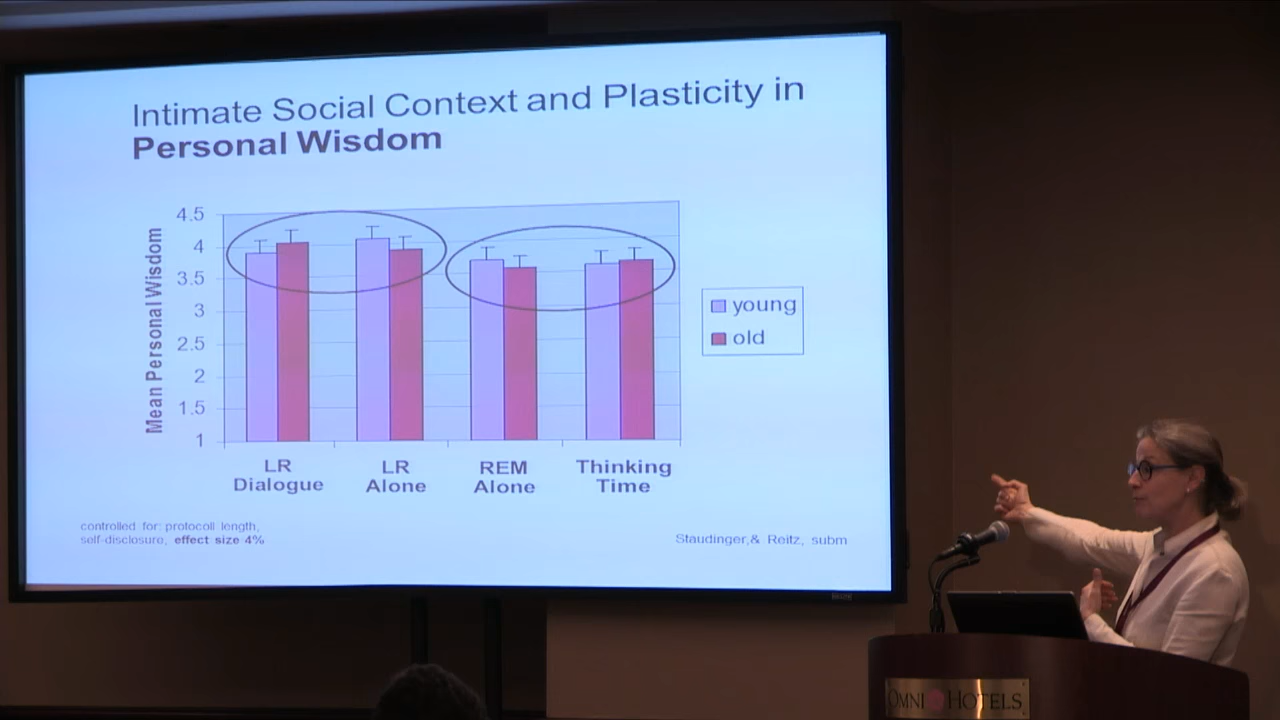 Intimate Social Context and Plasticity in
Personal Wisdom
Mean Personal Wisdom
4.5
4
3.5
3
2.5
2
1.5
1
LR
Dialogue
LR
Alone
REM
Alone
Thinking
Time
young
old
controlled for: protocoll length,
self-disclosure, effect size 4%
Staudinger,& Reitz, subm
OMNI HOTELS